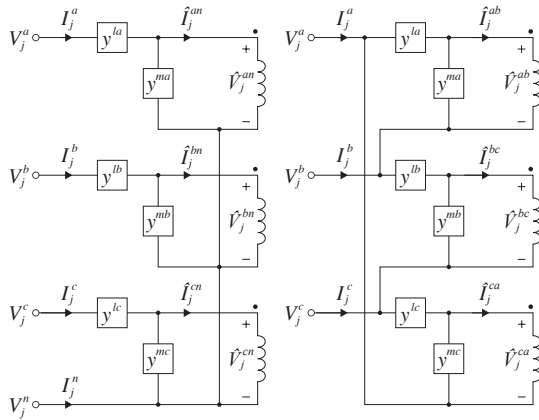 I_j^a Î_j^{an} I_j^a Î_j^{ab}
V_j^a y^{la} V_j^a y^{la}
+ +
y^{ma} V̂_j^{an} y^{ma} V̂_j^{ab}
− −
I_j^b Î_j^{bn} I_j^b Î_j^{bc}
V_j^b y^{lb} V_j^b y^{lb}
+ +
y^{mb} V̂_j^{bn} y^{mb} V̂_j^{bc}
− −
I_j^c Î_j^{cn} I_j^c Î_j^{ca}
V_j^c y^{lc} V_j^c y^{lc}
+ +
y^{mc} V̂_j^{cn} y^{mc} V̂_j^{ca}
I_j^n
V_j^n − −